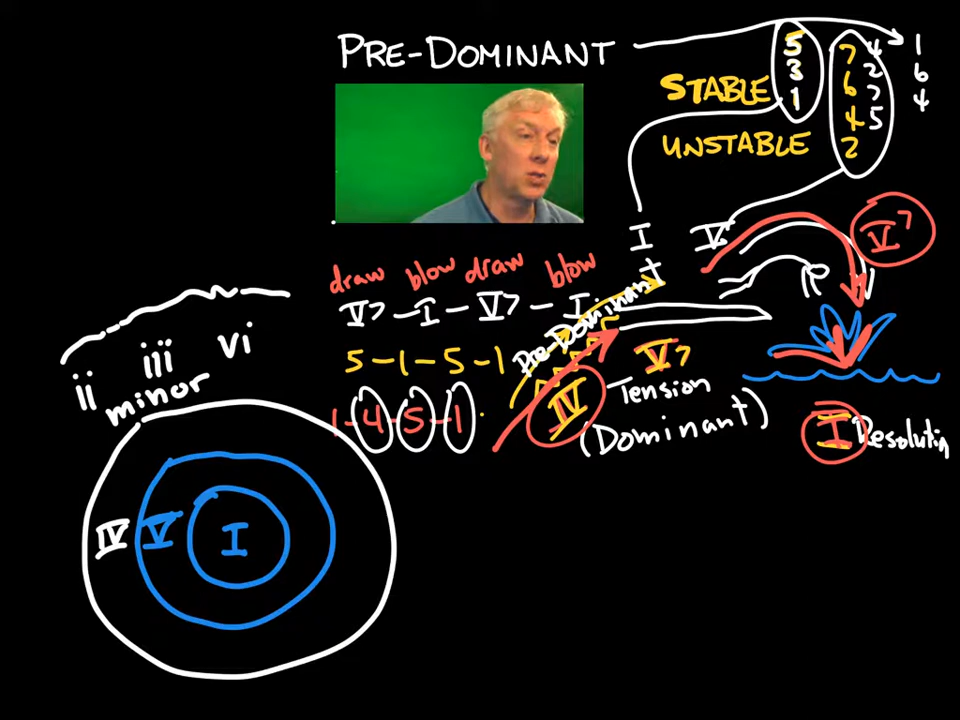 PRE-DOMINANT
5
3
1
STABLE
UNSTABLE
7 4
6 2
4 7
2 5
1
6
4
I V
V7
draw blow draw blow
V7 - I - V7 - I
5 - 1 - 5 - 1
1 - 4 - 5 - 1
Pre-Dominant
IV
V7
Tension
(Dominant)
I Resolutin
ii iii vi
minor
IV V I